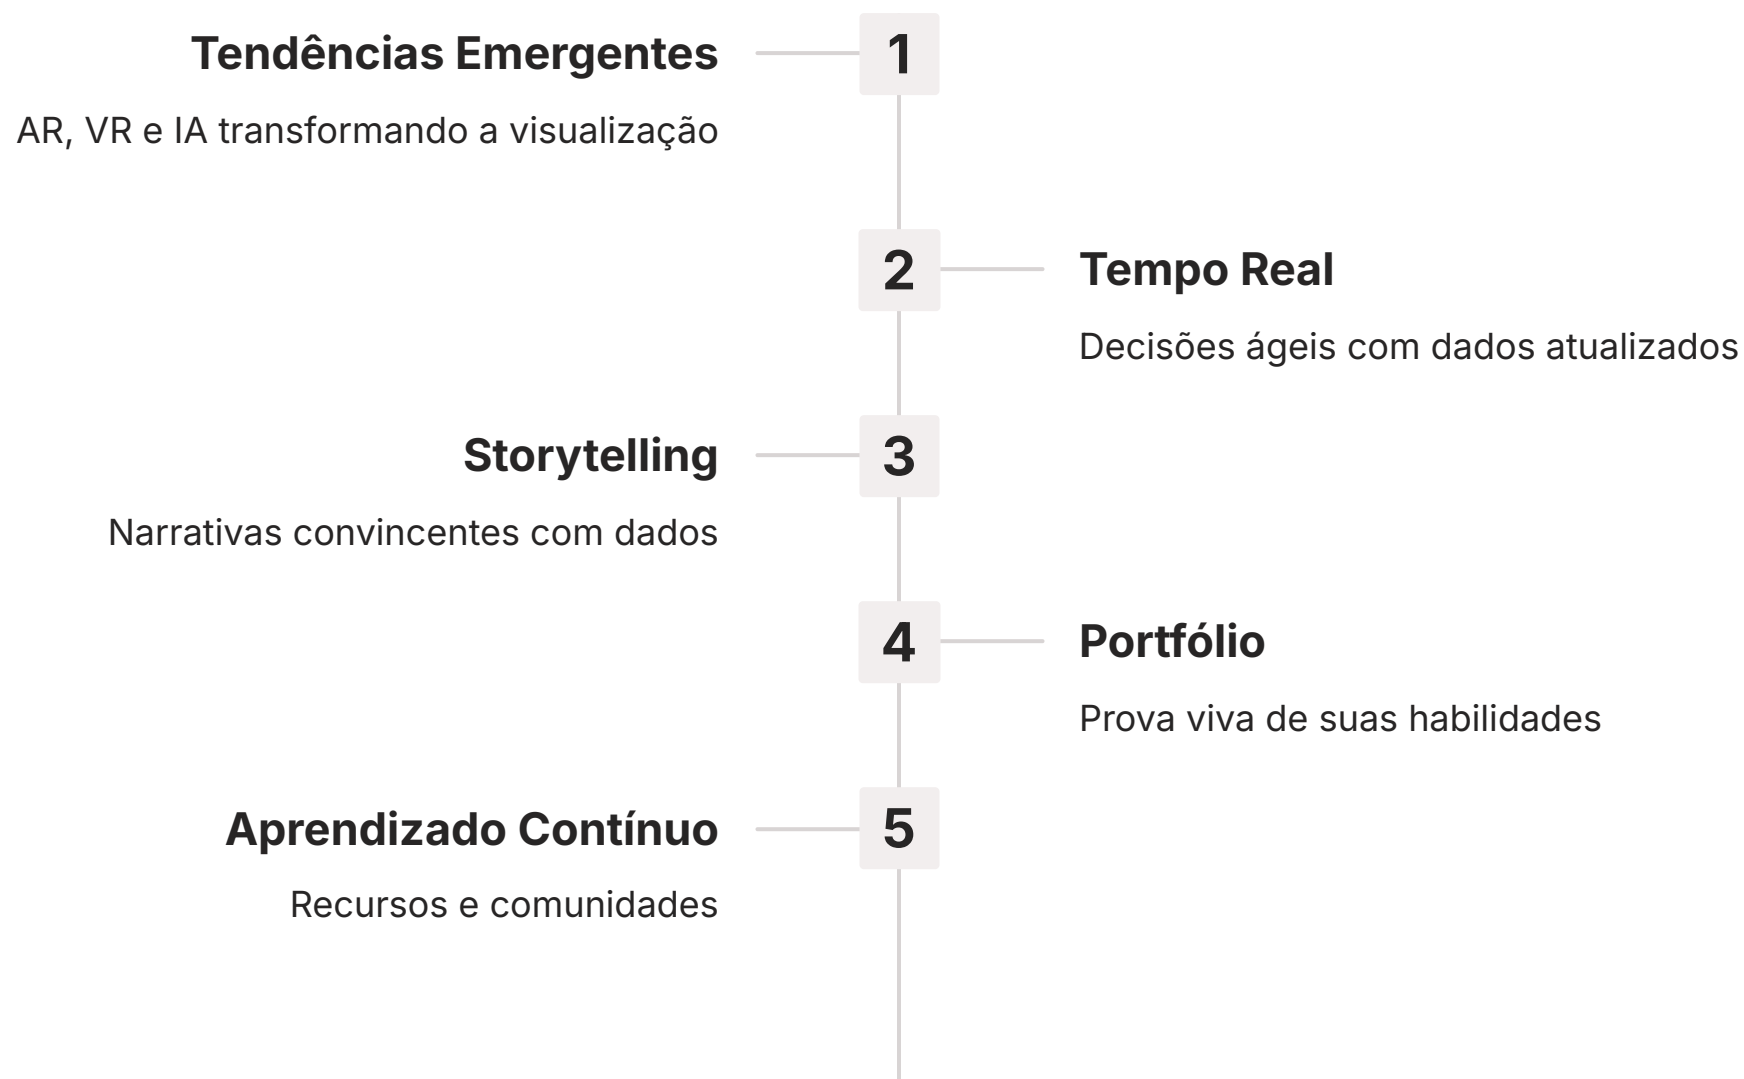 Tendências Emergentes
1
AR, VR e IA transformando a visualização
2
Tempo Real
Decisões ágeis com dados atualizados
Storytelling
3
Narrativas convincentes com dados
4
Portfólio
Prova viva de suas habilidades
Aprendizado Contínuo
5
Recursos e comunidades